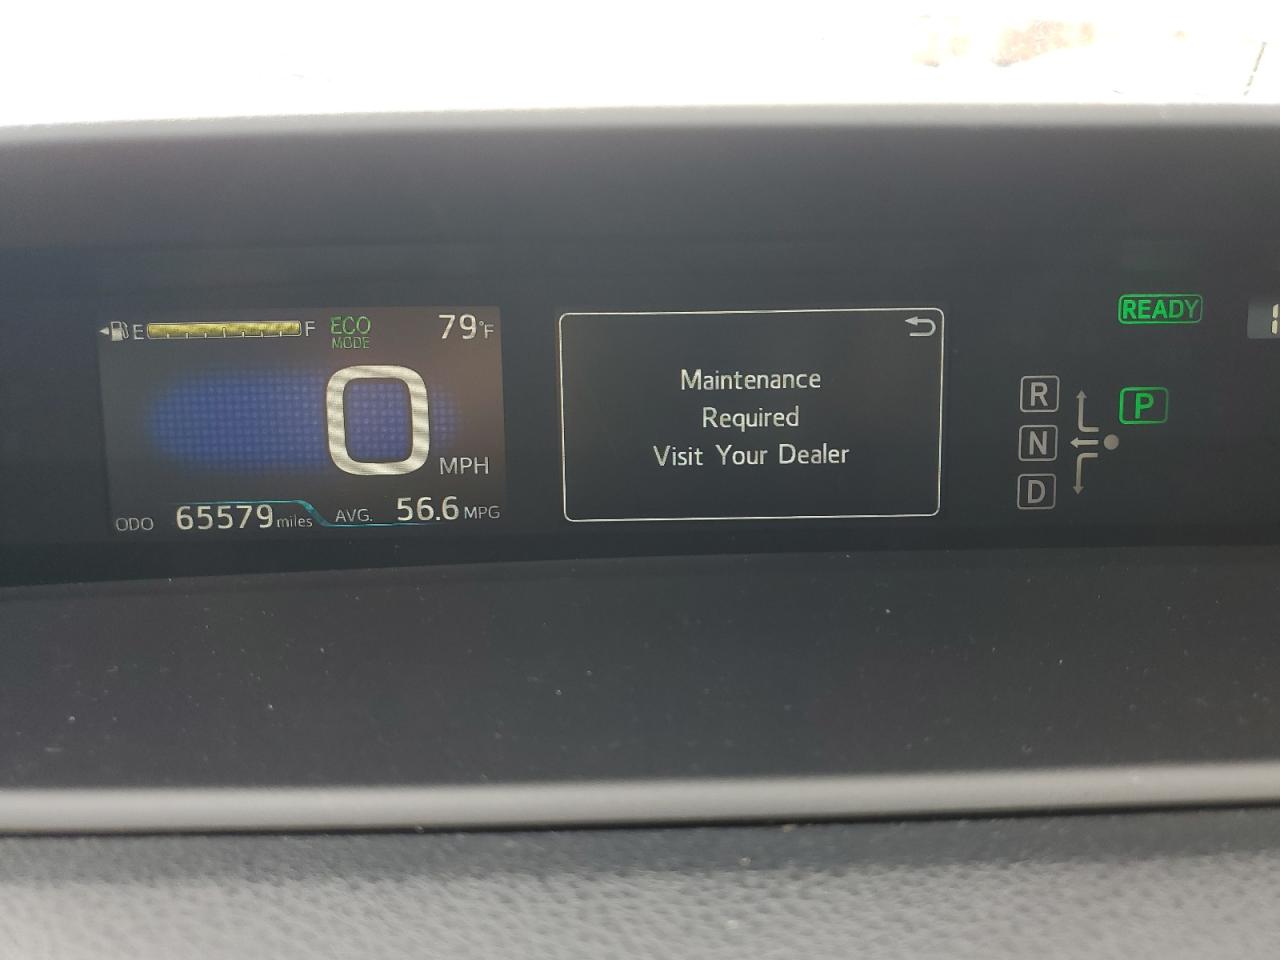 E F ECO MODE 79°F
0 MPH
ODO 65579 miles AVG. 56.6 MPG
Maintenance
Required
Visit Your Dealer
READY
R
N
D
P